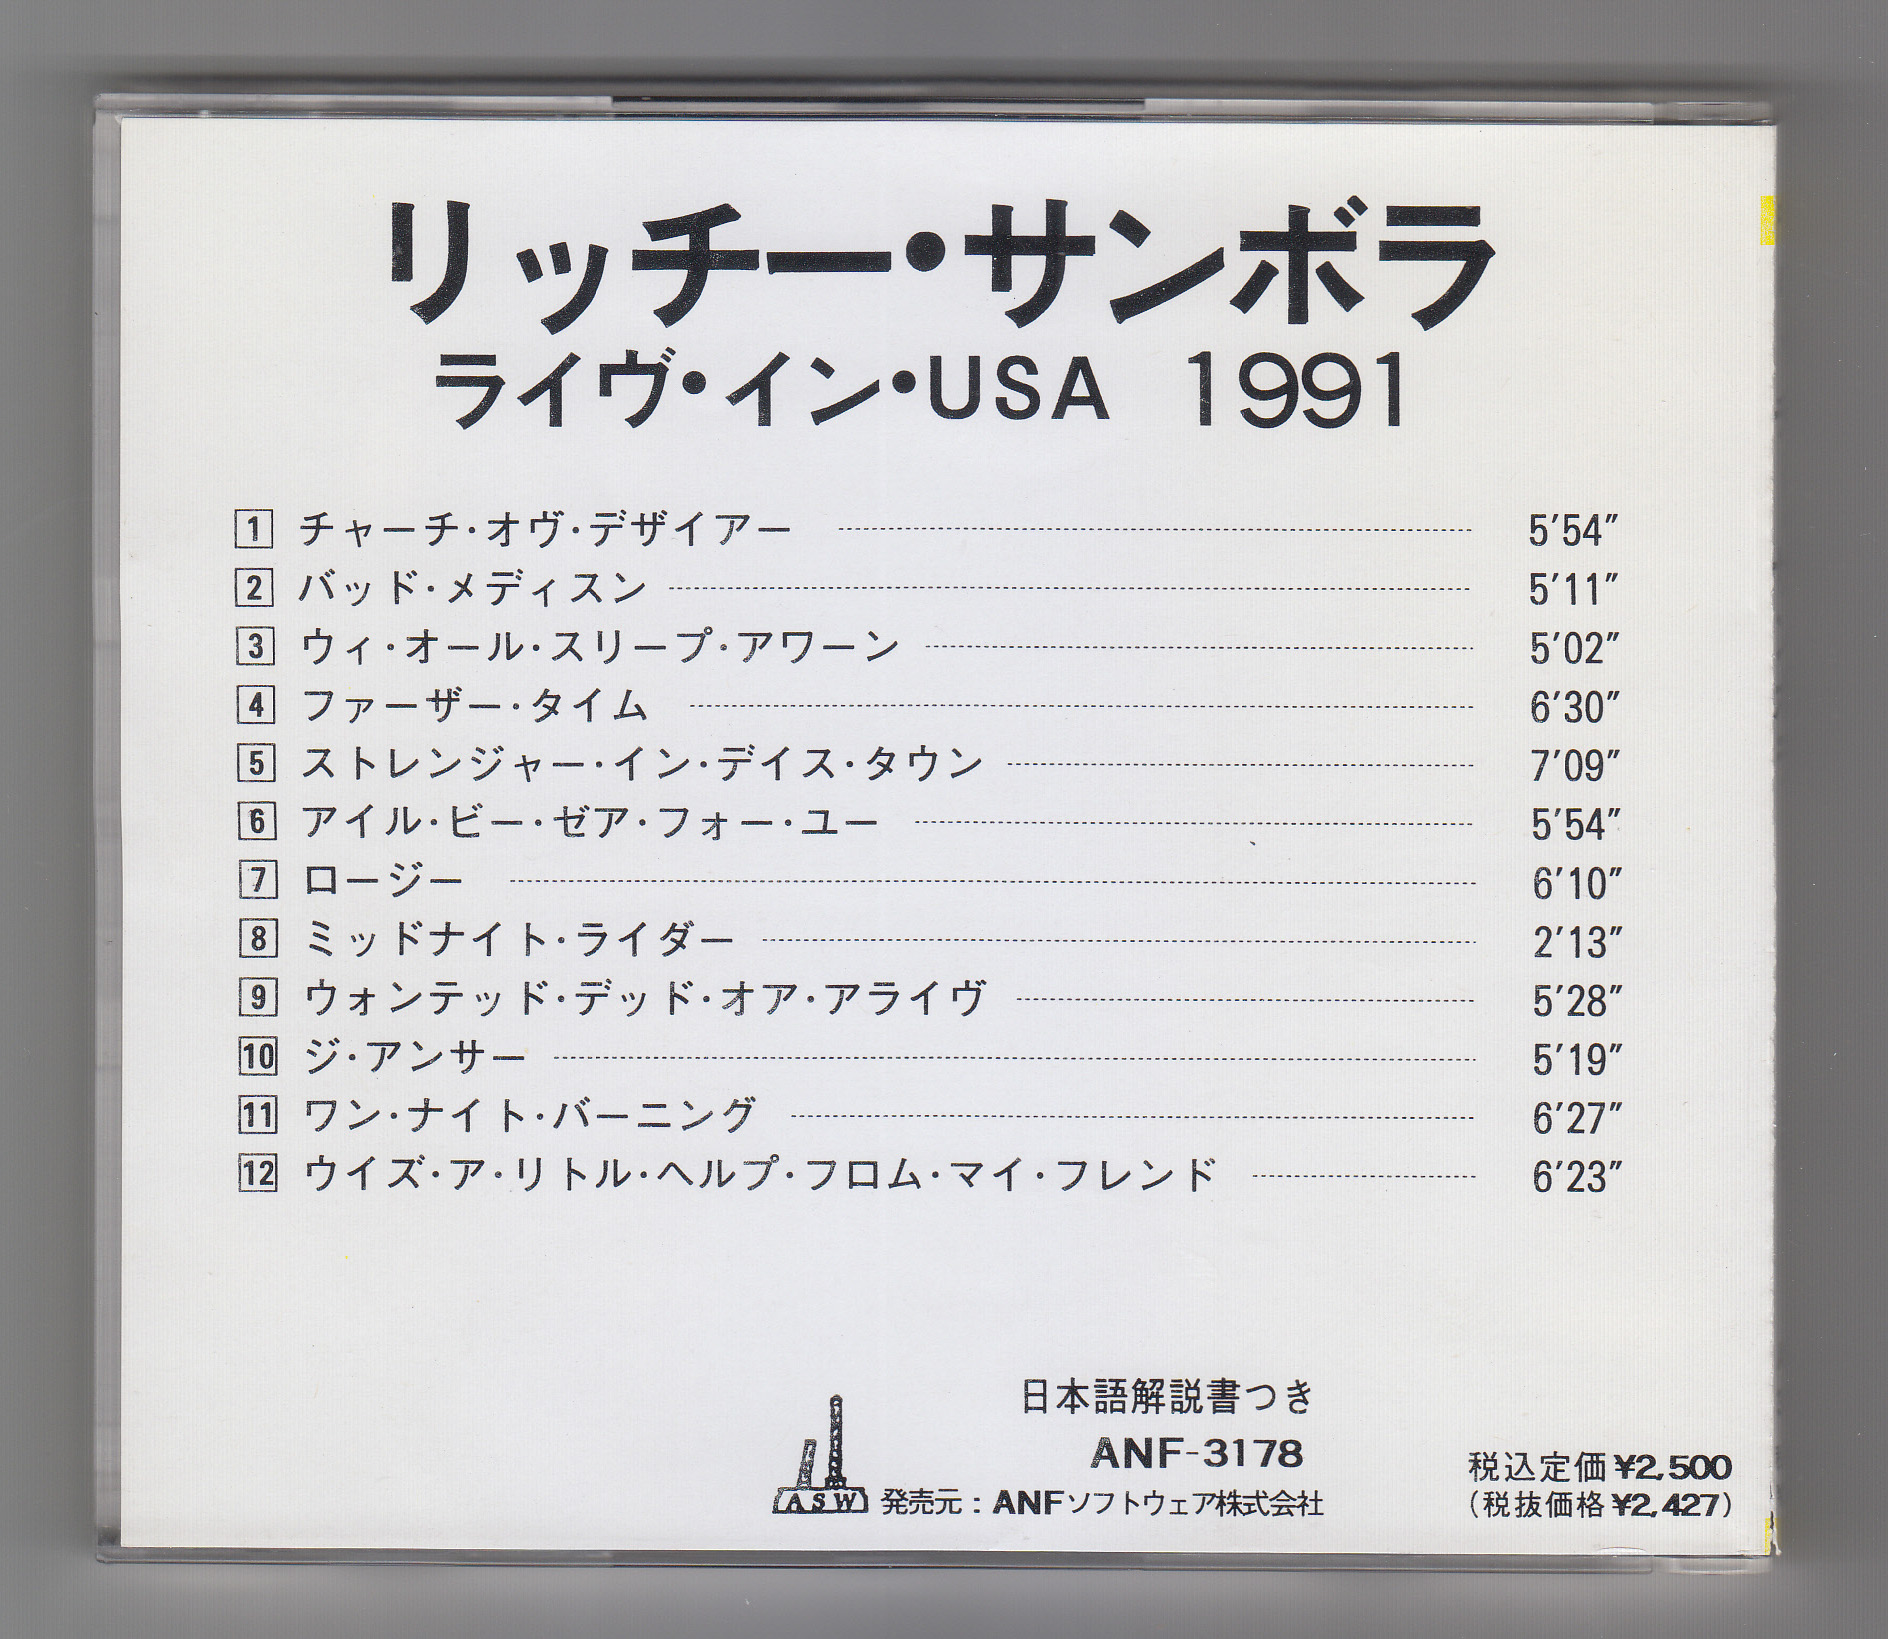 リッチー・サンボラ
ライヴ・イン・USA 1991
1 チャーチ・オヴ・デザイアー 5'54"
2 バッド・メディスン 5'11"
3 ウィ・オール・スリープ・アワーン 5'02"
4 ファーザー・タイム 6'30"
5 ストレンジャー・イン・デイス・タウン 7'09"
6 アイル・ビー・ゼア・フォー・ユー 5'54"
7 ロージー 6'10"
8 ミッドナイト・ライダー 2'13"
9 ウォンテッド・デッド・オア・アライヴ 5'28"
10 ジ・アンサー 5'19"
11 ワン・ナイト・バーニング 6'27"
12 ウイズ・ア・リトル・ヘルプ・フロム・マイ・フレンド 6'23"
日本語解説書つき
ANF-3178
ASW 発売元：ANFソフトウェア株式会社
税込定価¥2,500
(税抜価格¥2,427)